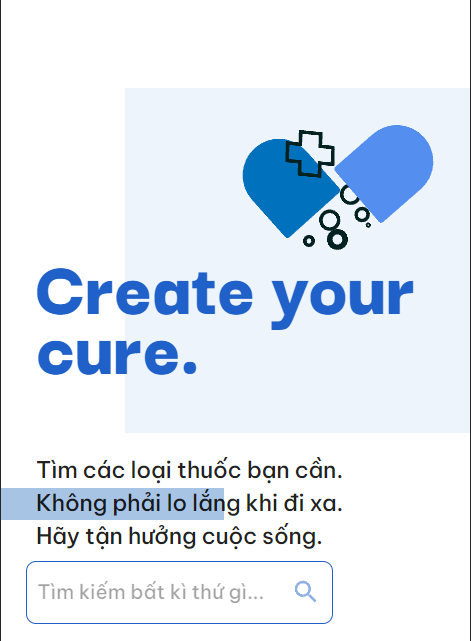 Create your
cure.
Tìm các loại thuốc bạn cần.
Không phải lo lắng khi đi xa.
Hãy tận hưởng cuộc sống.
Tìm kiếm bất kì thứ gì...